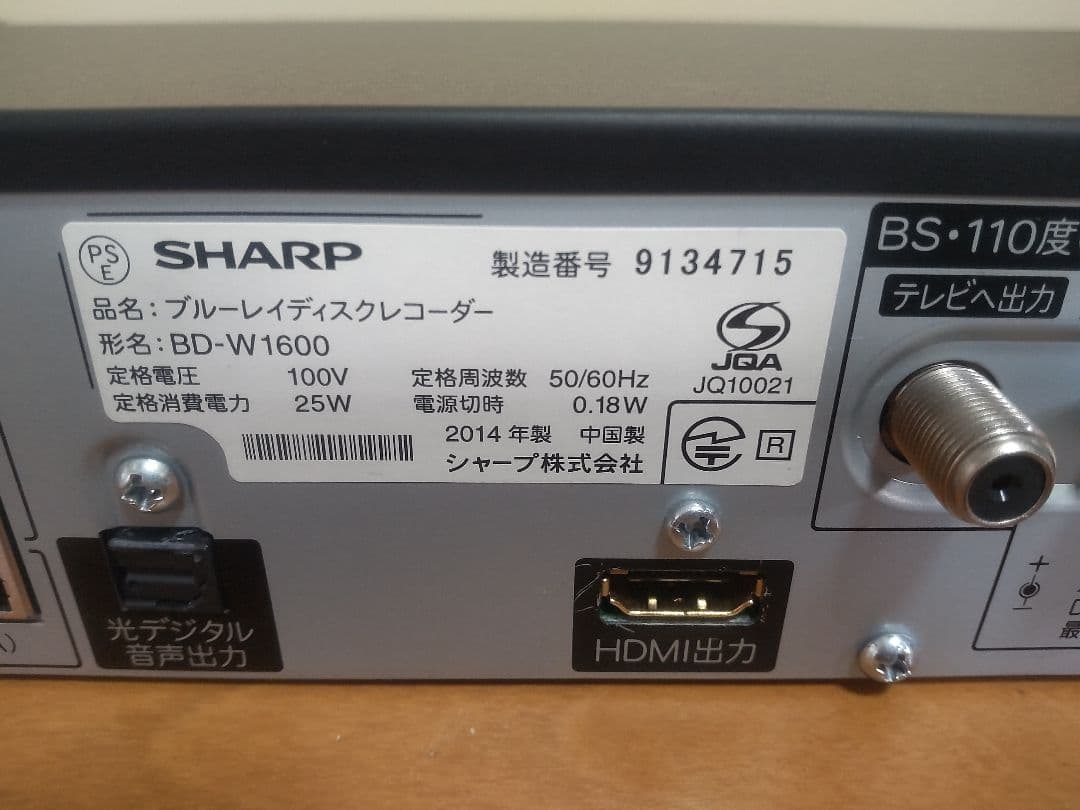 PS
E
SHARP
製造番号 9134715
品名：ブルーレイディスクレコーダー
形名：BD-W1600
定格電圧 100V 定格周波数 50/60Hz
定格消費電力 25W 電源切時 0.18W
2014 年製 中国製
シャープ株式会社
JQA
JQ10021
R
BS・110度
テレビへ出力
光デジタル
音声出力
HDMI出力